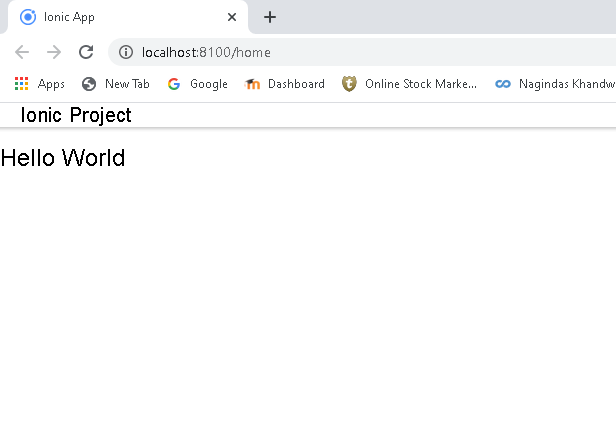 Ionic App
localhost:8100/home
Apps New Tab Google Dashboard Online Stock Marke... Nagindas Khandw
Ionic Project
Hello World